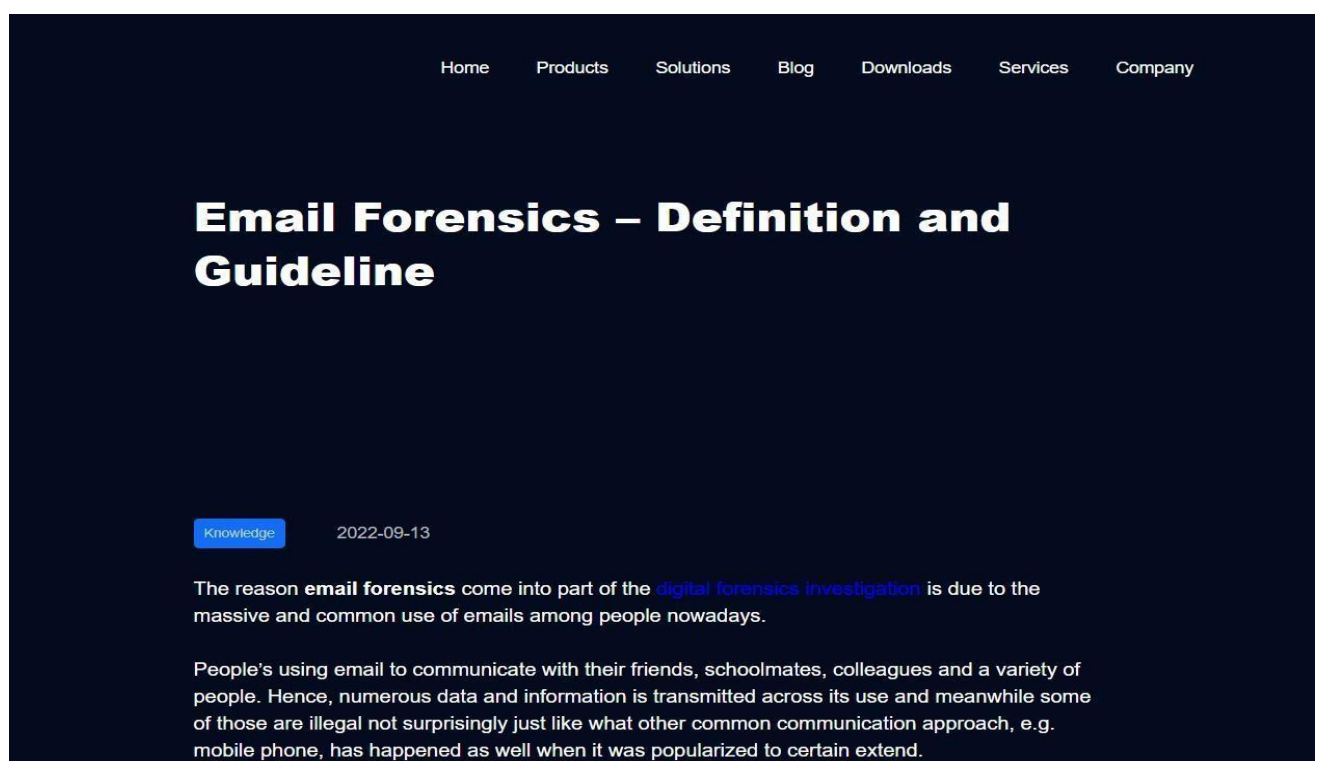 Home Products Solutions Blog Downloads Services Company
Email Forensics – Definition and
Guideline
Knowledge 2022-09-13
The reason email forensics come into part of the digital forensics investigation is due to the
massive and common use of emails among people nowadays.
People's using email to communicate with their friends, schoolmates, colleagues and a variety of
people. Hence, numerous data and information is transmitted across its use and meanwhile some
of those are illegal not surprisingly just like what other common communication approach, e.g.
mobile phone, has happened as well when it was popularized to certain extend.